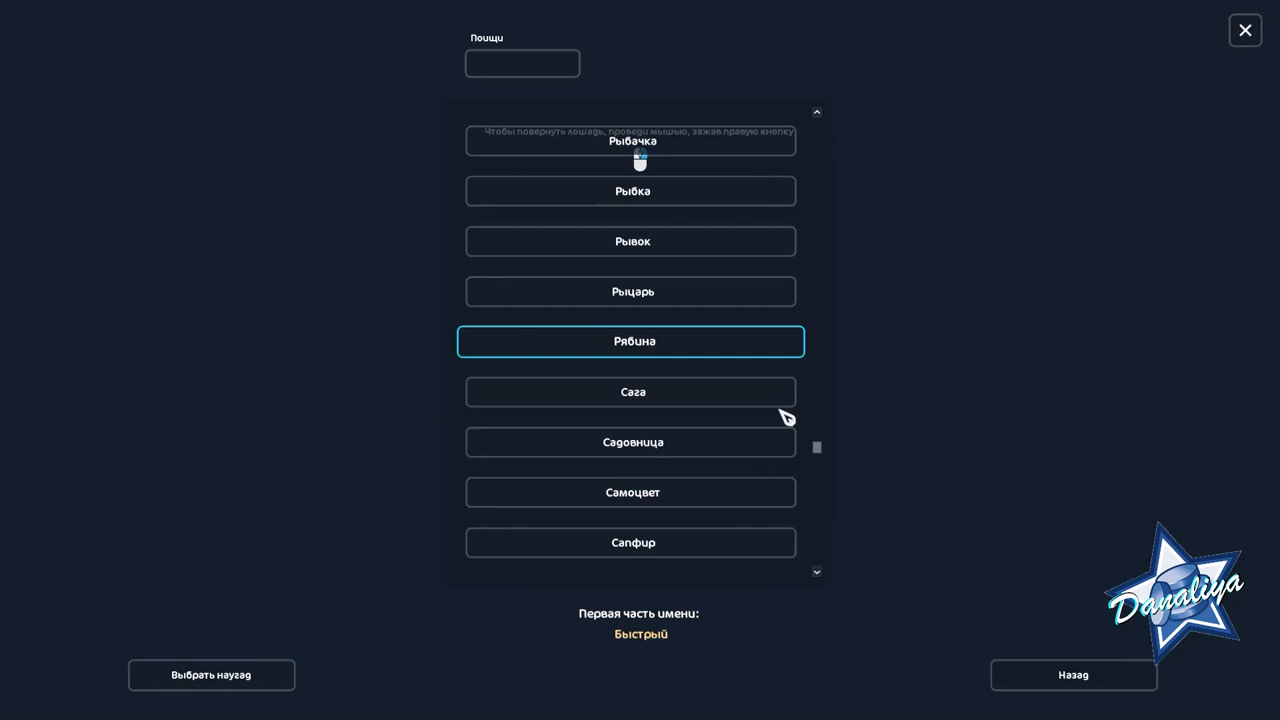 Поищи
Чтобы повернуть лошадь, проведи мышью, зажав правую кнопку
Рыбачка
Рыбка
Рывок
Рыцарь
Рябина
Сага
Садовница
Самоцвет
Сапфир
Первая часть имени:
Быстрый
Выбрать наугад
Назад
Danaliya